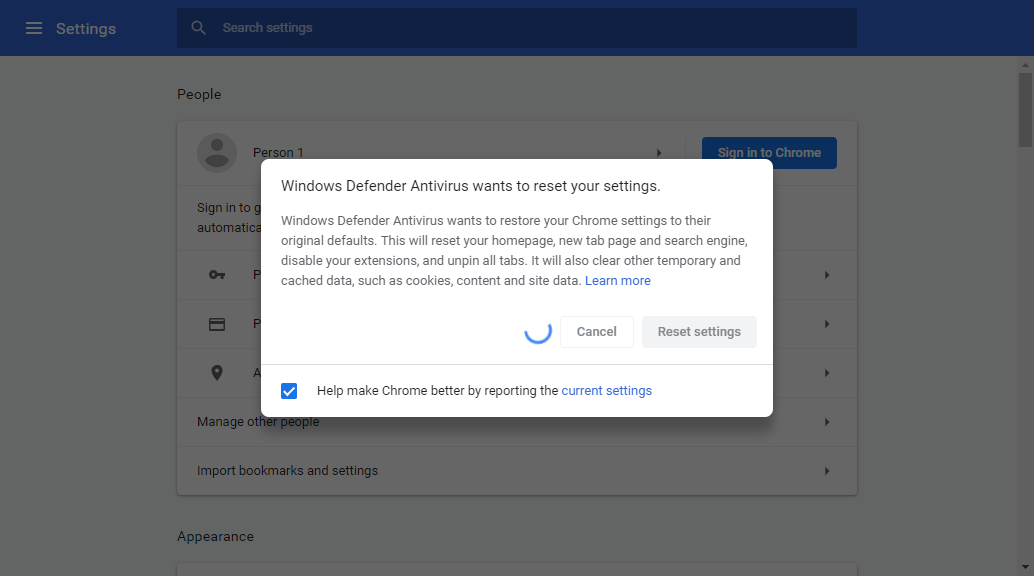 Settings
Search settings
People
Person 1
Sign in to Chrome
Windows Defender Antivirus wants to reset your settings.
Sign in to g
automatica
Windows Defender Antivirus wants to restore your Chrome settings to their
original defaults. This will reset your homepage, new tab page and search engine,
disable your extensions, and unpin all tabs. It will also clear other temporary and
cached data, such as cookies, content and site data. Learn more
P
P
Cancel
Reset settings
A
Help make Chrome better by reporting the current settings
Manage other people
Import bookmarks and settings
Appearance